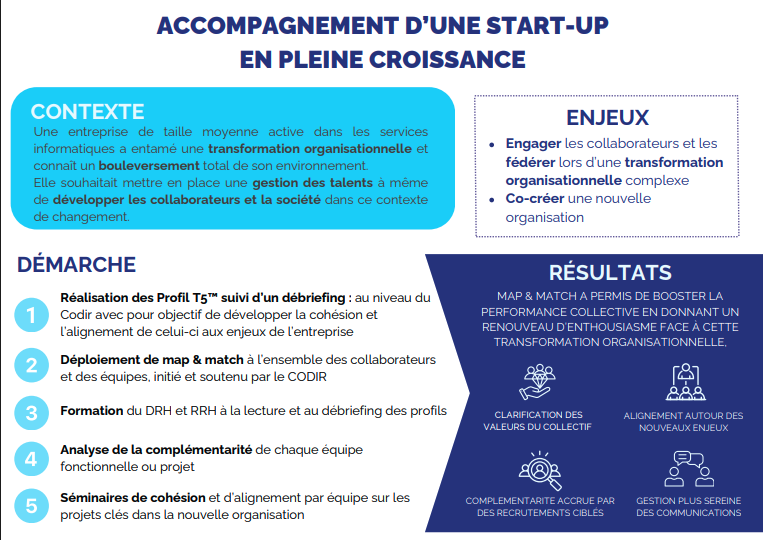 ACCOMPAGNEMENT D'UNE START-UP
EN PLEINE CROISSANCE
CONTEXTE
Une entreprise de taille moyenne active dans les services
informatiques a entamé une transformation organisationnelle et
connaît un bouleversement total de son environnement.
Elle souhaitait mettre en place une gestion des talents à même
de développer les collaborateurs et la société dans ce contexte
de changement.
ENJEUX
• Engager les collaborateurs et les
fédérer lors d'une transformation
organisationnelle complexe
• Co-créer une nouvelle
organisation
DÉMARCHE
1
Réalisation des Profil T5™ suivi d'un débriefing : au niveau du
Codir avec pour objectif de développer la cohésion et
l'alignement de celui-ci aux enjeux de l'entreprise
2
Déploiement de map & match à l'ensemble des collaborateurs
et des équipes, initié et soutenu par le CODIR
3
Formation du DRH et RRH à la lecture et au débriefing des profils
4
Analyse de la complémentarité de chaque équipe
fonctionnelle ou projet
5
Séminaires de cohésion et d'alignement par équipe sur les
projets clés dans la nouvelle organisation
RÉSULTATS
MAP & MATCH A PERMIS DE BOOSTER LA
PERFORMANCE COLLECTIVE EN DONNANT UN
RENOUVEAU D'ENTHOUSIASME FACE À CETTE
TRANSFORMATION ORGANISATIONNELLE,
CLARIFICATION DES
VALEURS DU COLLECTIF
ALIGNEMENT AUTOUR DES
NOUVEAUX ENJEUX
COMPLEMENTARITE ACCRUE PAR
DES RECRUTEMENTS CIBLÉS
GESTION PLUS SEREINE
DES COMMUNICATIONS